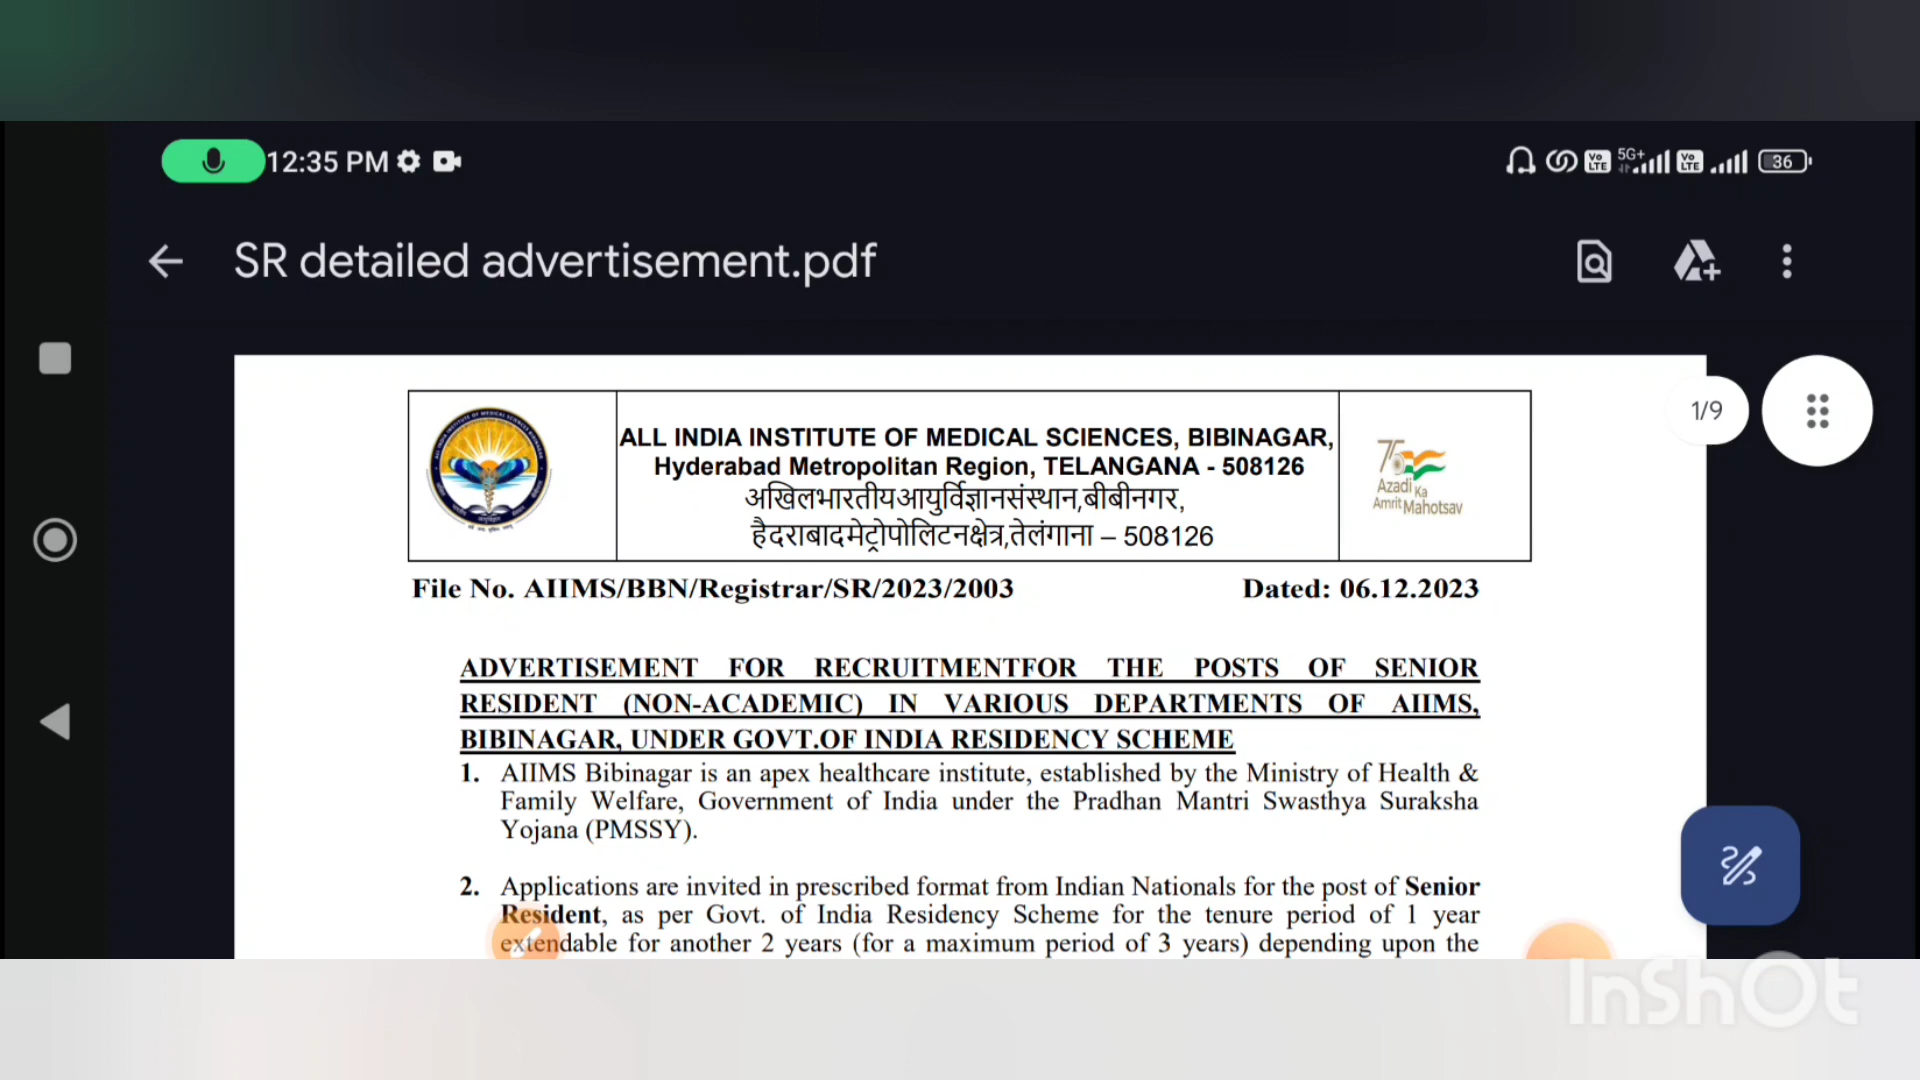 12:35 PM
5G+
Vo LTE
Vo LTE
36
SR detailed advertisement.pdf
1/9
ALL INDIA INSTITUTE OF MEDICAL SCIENCES, BIBINAGAR,
Hyderabad Metropolitan Region, TELANGANA - 508126
अखिलभारतीयआयुर्विज्ञानसंस्थान,बीबीनगर,
हैदराबादमेट्रोपोलिटनक्षेत्र,तेलंगाना – 508126
75
Azadi Ka
Amrit Mahotsav
File No. AIIMS/BBN/Registrar/SR/2023/2003 Dated: 06.12.2023
ADVERTISEMENT FOR RECRUITMENTFOR THE POSTS OF SENIOR
RESIDENT (NON-ACADEMIC) IN VARIOUS DEPARTMENTS OF AIIMS,
BIBINAGAR, UNDER GOVT.OF INDIA RESIDENCY SCHEME
1. AIIMS Bibinagar is an apex healthcare institute, established by the Ministry of Health &
Family Welfare, Government of India under the Pradhan Mantri Swasthya Suraksha
Yojana (PMSSY).
2. Applications are invited in prescribed format from Indian Nationals for the post of Senior
Resident, as per Govt. of India Residency Scheme for the tenure period of 1 year
extendable for another 2 years (for a maximum period of 3 years) depending upon the
InShOt